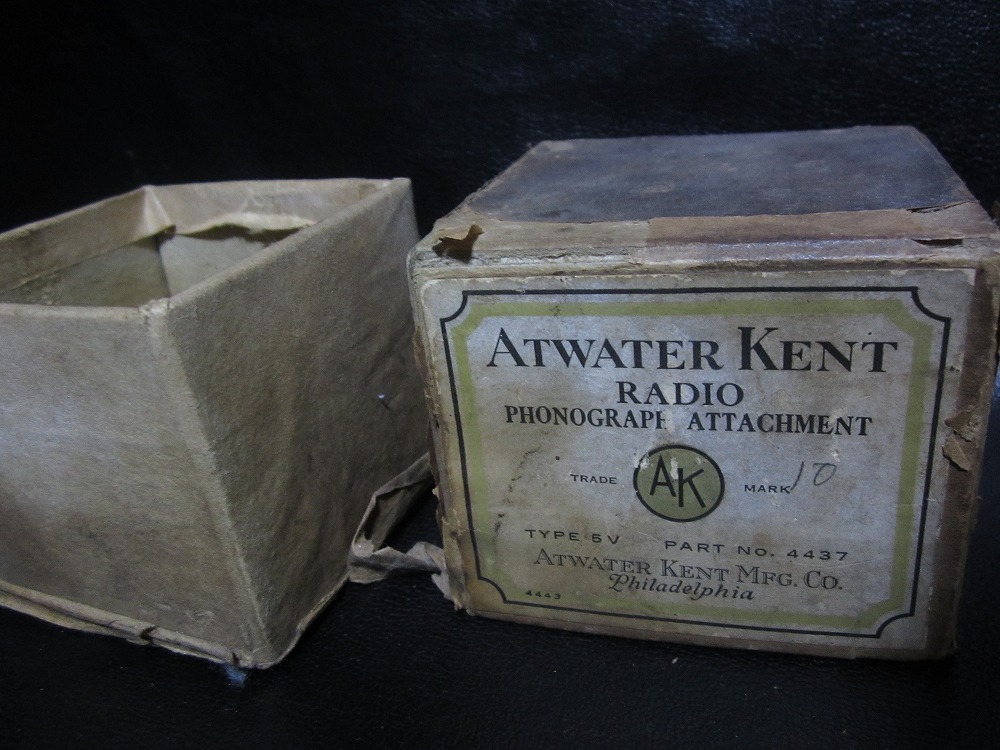 ATWATER KENT
RADIO
PHONOGRAPH ATTACHMENT
TRADE AK MARK 10
TYPE 5V PART NO. 4437
ATWATER KENT MFG. CO.
Philadelphia
4443